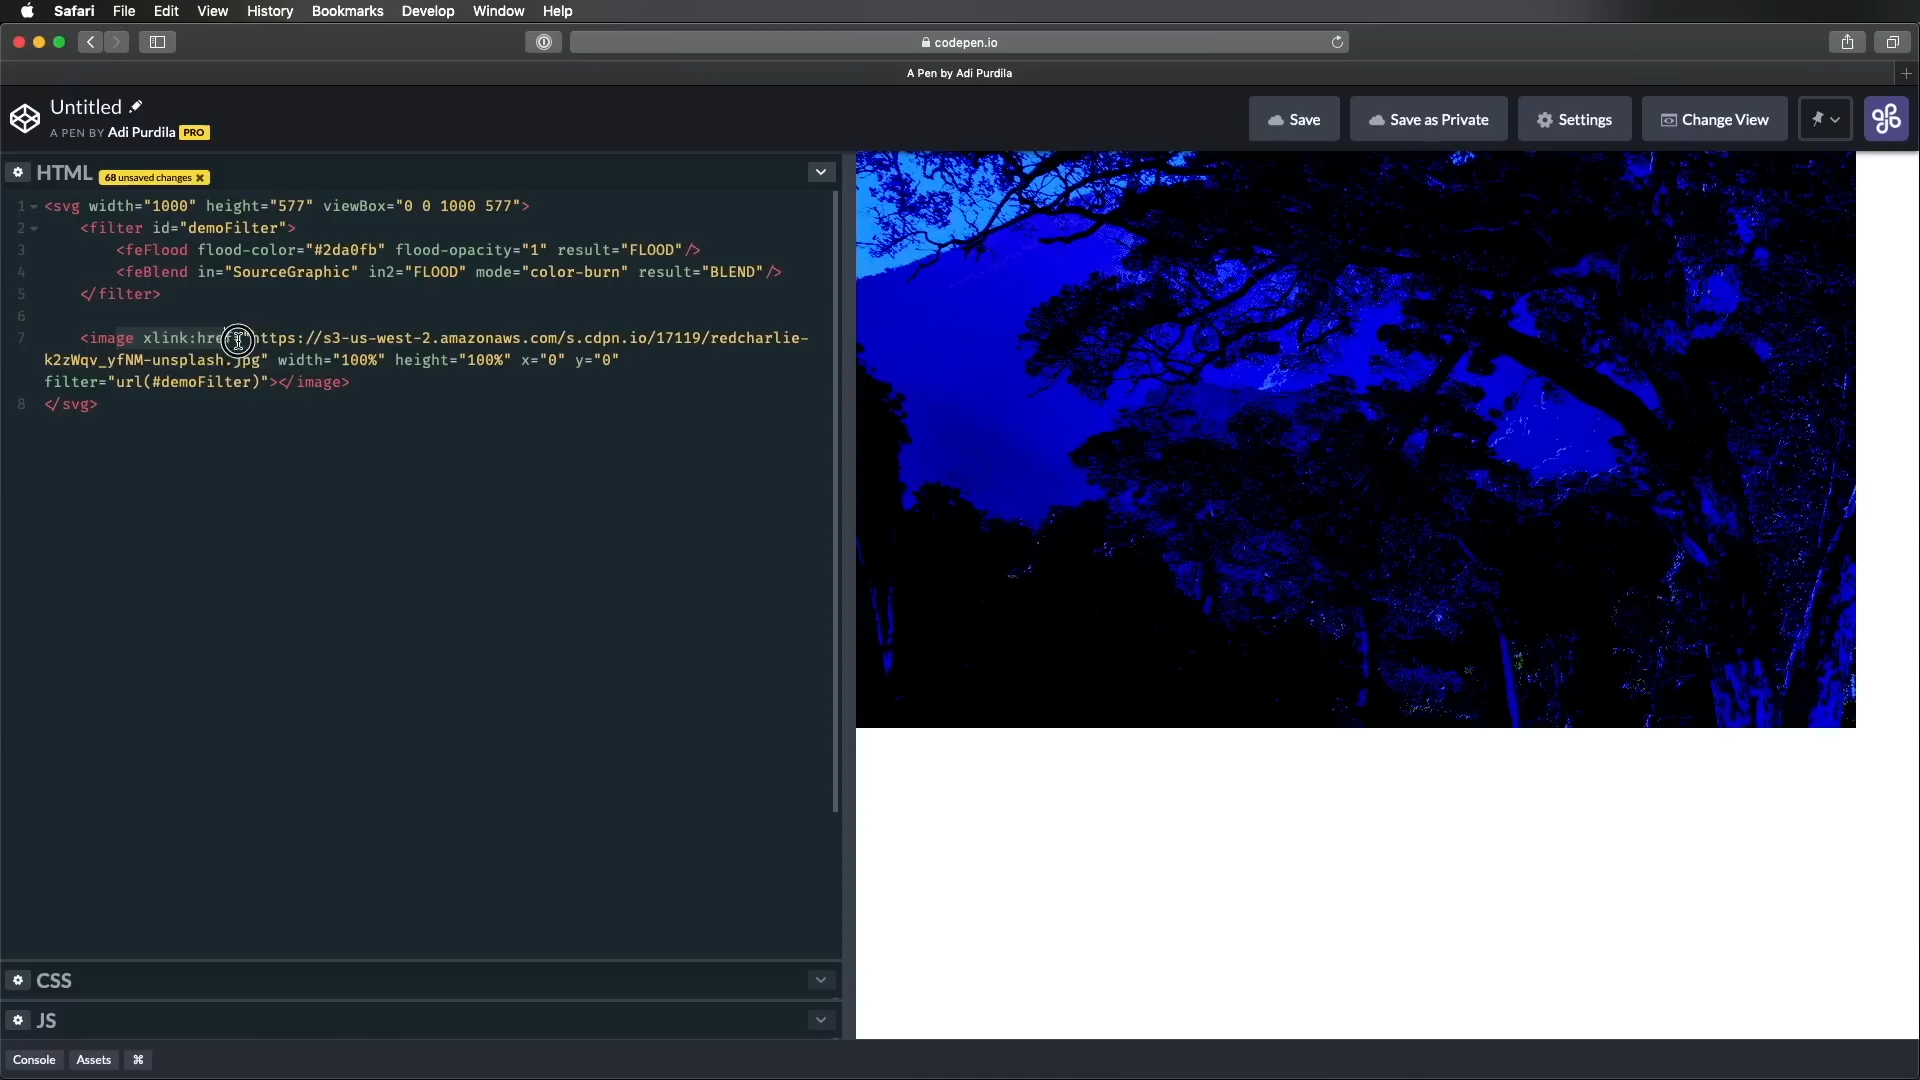 Safari File Edit View History Bookmarks Develop Window Help
codepen.io
A Pen by Adi Purdila
Untitled
A PEN BY Adi Purdila PRO
Save Save as Private Settings Change View
HTML 68 unsaved changes ×
1 <svg width="1000" height="577" viewBox="0 0 1000 577">
2 <filter id="demoFilter">
3 <feFlood flood-color="#2da0fb" flood-opacity="1" result="FLOOD"/>
4 <feBlend in="SourceGraphic" in2="FLOOD" mode="color-burn" result="BLEND"/>
5 </filter>
6
7 <image xlink:href="https://s3-us-west-2.amazonaws.com/s.cdpn.io/17119/redcharlie-
k2zWqv_yfNM-unsplash.jpg" width="100%" height="100%" x="0" y="0"
filter="url(#demoFilter)"></image>
8 </svg>
CSS
JS
Console Assets ⌘